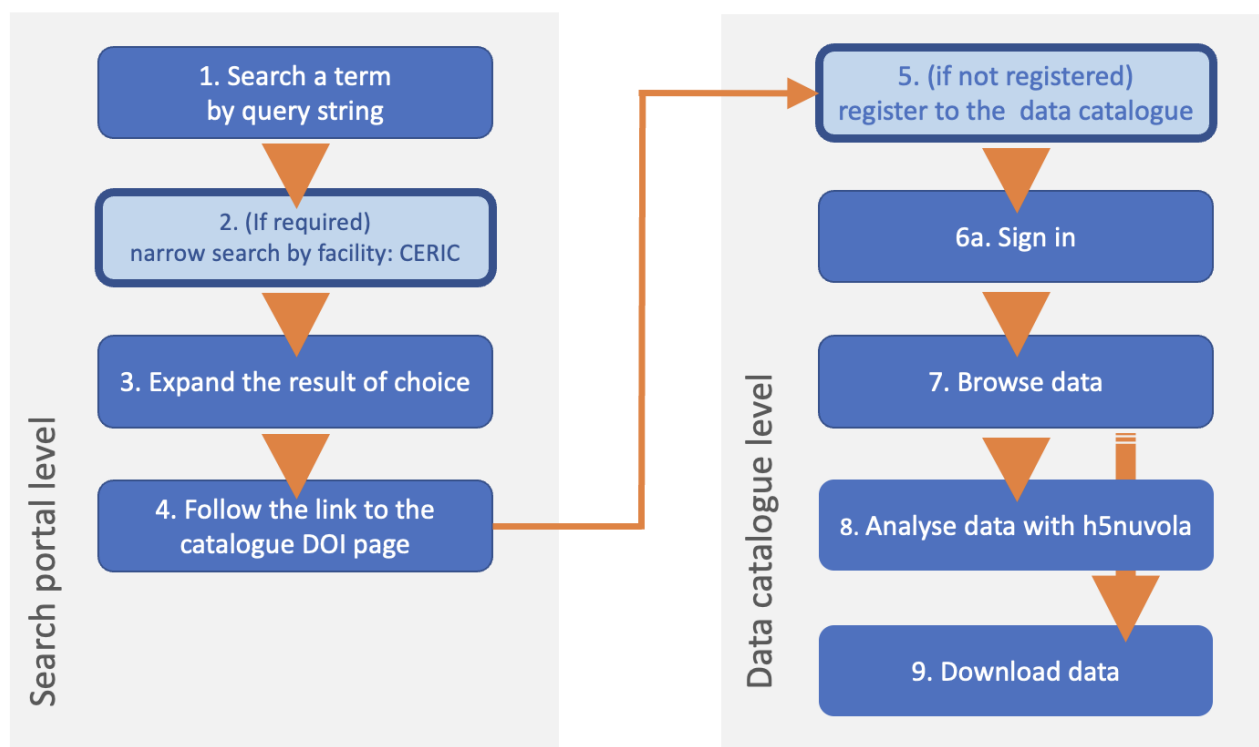 1. Search a term
by query string
2. (If required)
narrow search by facility: CERIC
3. Expand the result of choice
4. Follow the link to the
catalogue DOI page
Search portal level
5. (if not registered)
register to the data catalogue
6a. Sign in
7. Browse data
8. Analyse data with h5nuvola
9. Download data
Data catalogue level